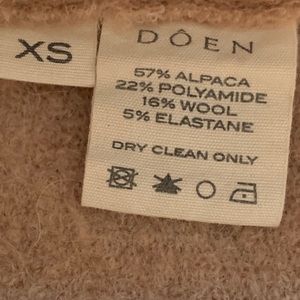 XS
DÔEN
57% ALPACA
22% POLYAMIDE
16% WOOL
5% ELASTANE
DRY CLEAN ONLY